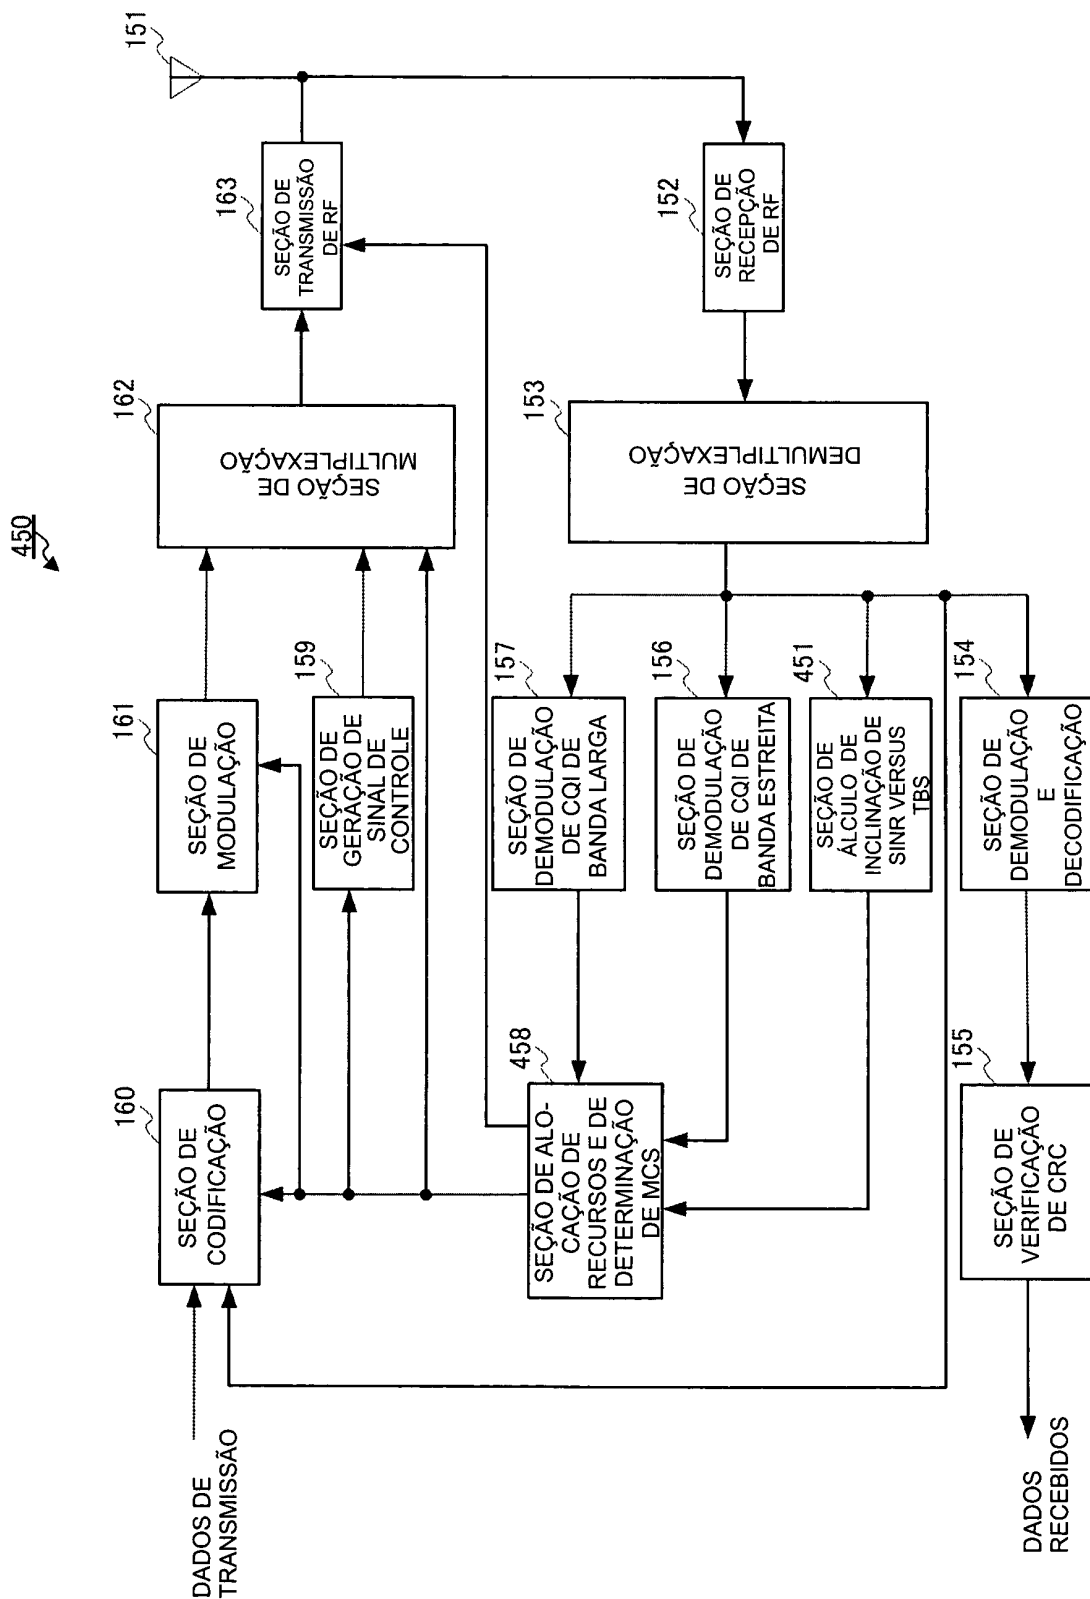 450
DADOS DE
TRANSMISSÃO
160
SEÇÃO DE
CODIFICAÇÃO
161
SEÇÃO DE
MODULAÇÃO
159
SEÇÃO DE
GERAÇÃO DE
SINAL DE
CONTROLE
162
SEÇÃO DE
MULTIPLEXAÇÃO
163
SEÇÃO DE
TRANSMISSÃO
DE RF
151
458
SEÇÃO DE ALO-
CAÇÃO DE
RECURSOS E DE
DETERMINAÇÃO
DE MCS
157
SEÇÃO DE
DEMODULAÇÃO
DE CQI DE
BANDA LARGA
156
SEÇÃO DE
DEMODULAÇÃO
DE CQI DE
BANDA ESTREITA
451
SEÇÃO DE
ÁLCULO DE
INCLINAÇÃO DE
SINR VERSUS
TBS
153
SEÇÃO DE
DEMULTIPLEXAÇÃO
152
SEÇÃO DE
RECEPÇÃO
DE RF
155
SEÇÃO DE
VERIFICAÇÃO
DE CRC
154
SEÇÃO DE
DEMODULAÇÃO
E
DECODIFICAÇÃO
DADOS
RECEBIDOS